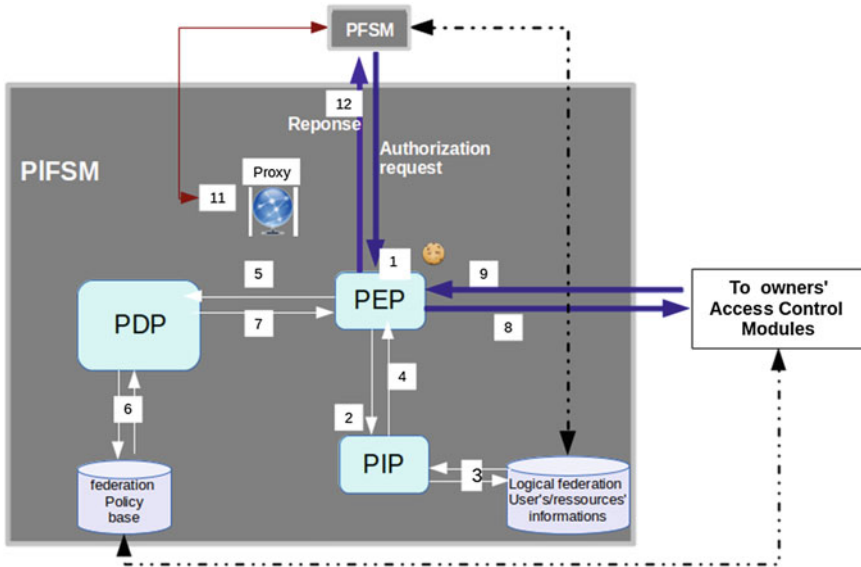 PFSM
12
Reponse
Authorization
request
PIFSM
Proxy
11
1
5
9
PEP
PDP
7
8
To owners'
Access Control
Modules
4
6
2
PIP
3
federation
Policy
base
Logical federation
User's/ressources'
informations